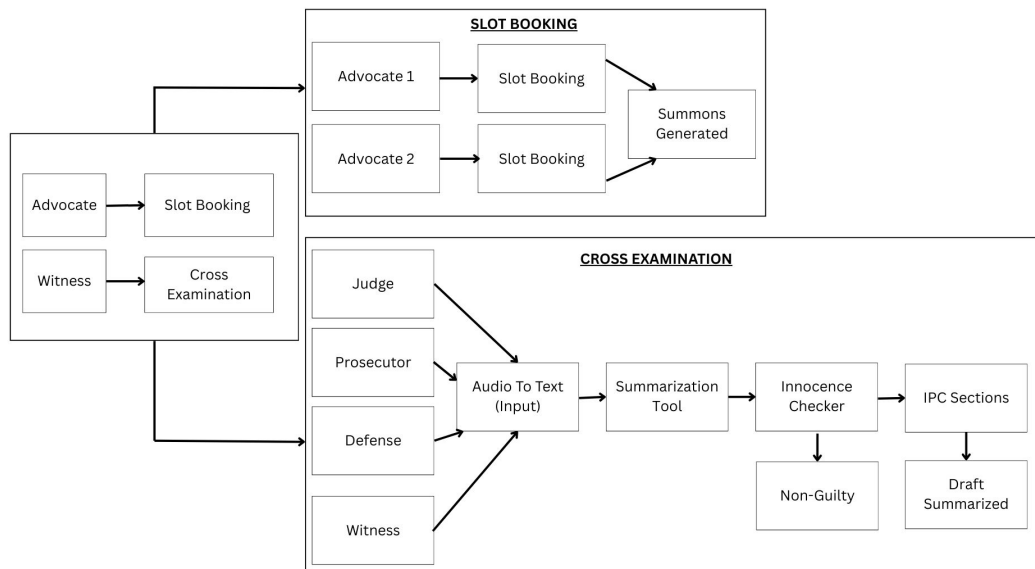 SLOT BOOKING
Advocate 1
Slot Booking
Summons
Generated
Advocate 2
Slot Booking
Advocate
Slot Booking
Witness
Cross
Examination
CROSS EXAMINATION
Judge
Prosecutor
Defense
Witness
Audio To Text
(Input)
Summarization
Tool
Innocence
Checker
IPC Sections
Non-Guilty
Draft
Summarized